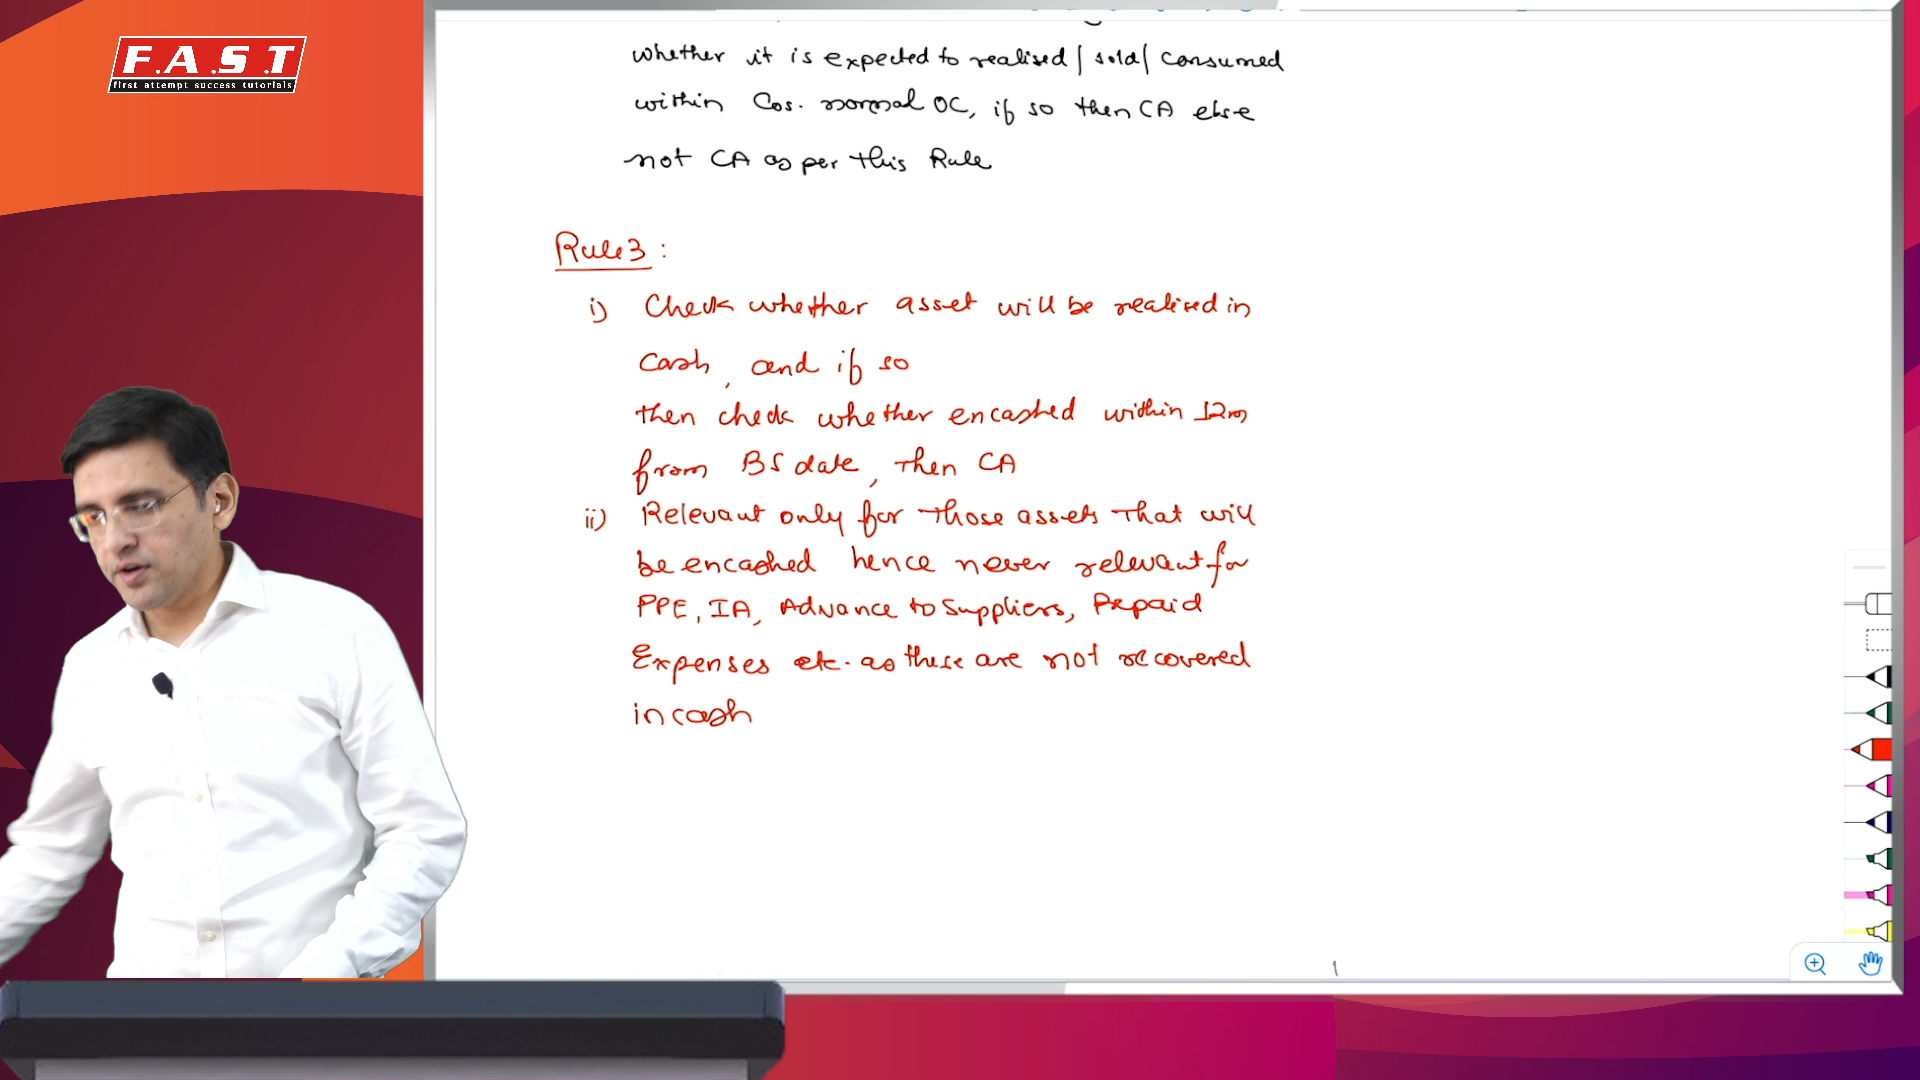 F.A.S.T
first attempt success tutorials
whether it is expected to realised / sold / consumed
within Cos. normal OC, if so then CA else
not CA as per this Rule
Rule 3 :
i) Check whether asset will be realised in
cash, and if so
then check whether encashed within 12m
from BS date, then CA
ii) Relevant only for those assets that will
be encashed hence never relevant for
PPE, IA, Advance to suppliers, Prepaid
Expenses etc. as these are not recovered
in cash